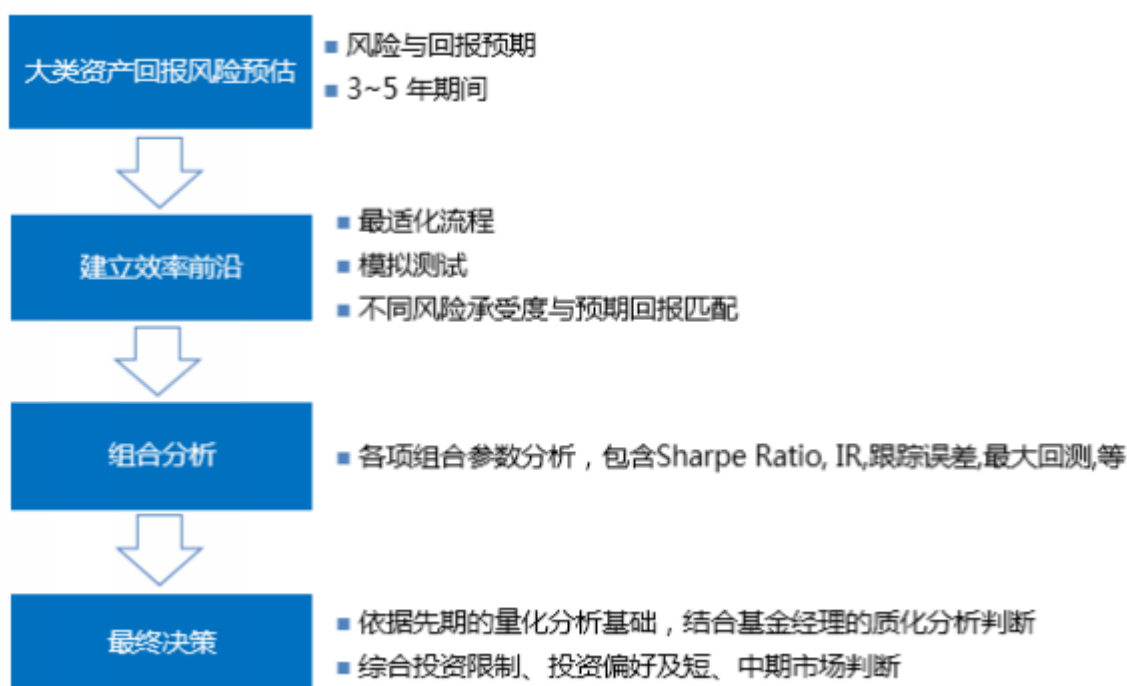 大类资产回报风险预估
■ 风险与回报预期
■ 3~5 年期间
建立效率前沿
■ 最适化流程
■ 模拟测试
■ 不同风险承受度与预期回报匹配
组合分析
■ 各项组合参数分析，包含Sharpe Ratio, IR,跟踪误差,最大回测,等
最终决策
■ 依据先期的量化分析基础，结合基金经理的质化分析判断
■ 综合投资限制、投资偏好及短、中期市场判断